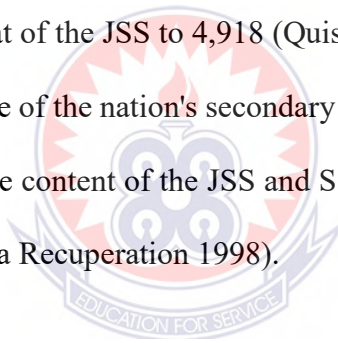 at of the JSS to 4,918 (Quis
e of the nation's secondary
e content of the JSS and S
a Recuperation 1998).
EDUCATION FOR SERVICE